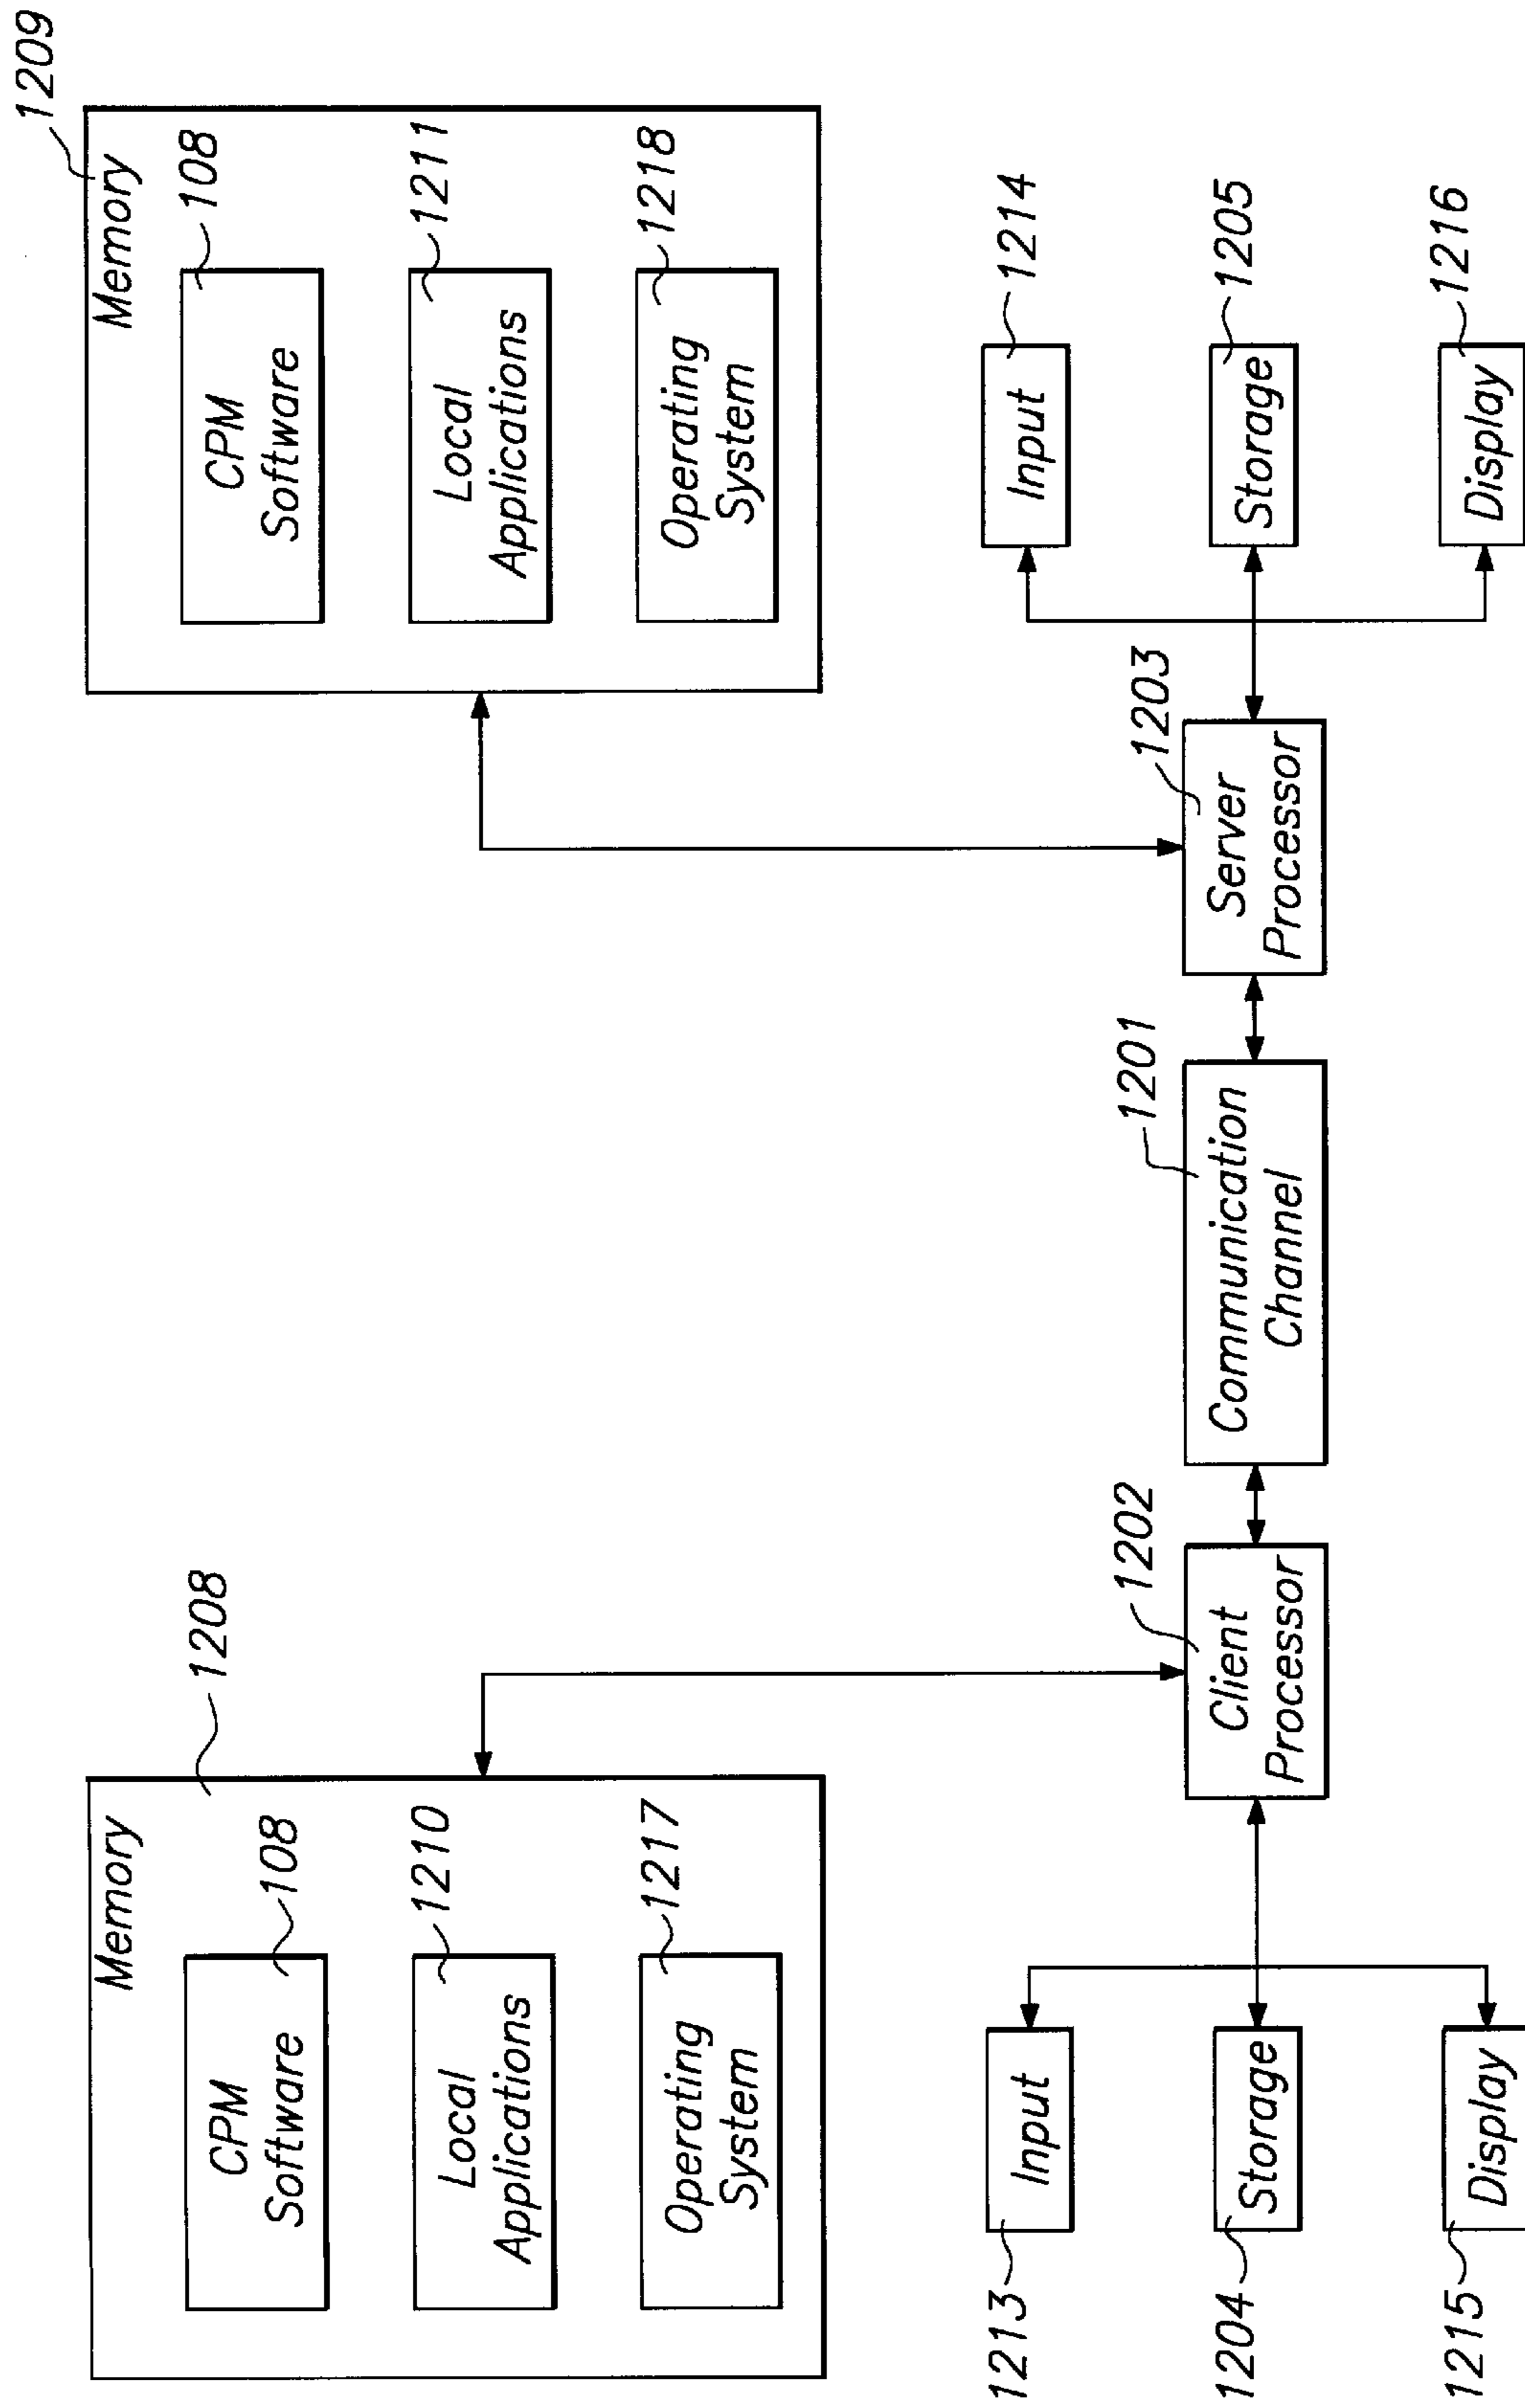 Memory
1208
CPM
Software
108
Local
Applications
1210
Operating
System
1217
Memory
1209
CPM
Software
108
Local
Applications
1211
Operating
System
1218
1213
Input
1204
Storage
1215
Display
1202
Client
Processor
1201
Communication
Channel
1203
Server
Processor
Input
1214
Storage
1205
Display
1216